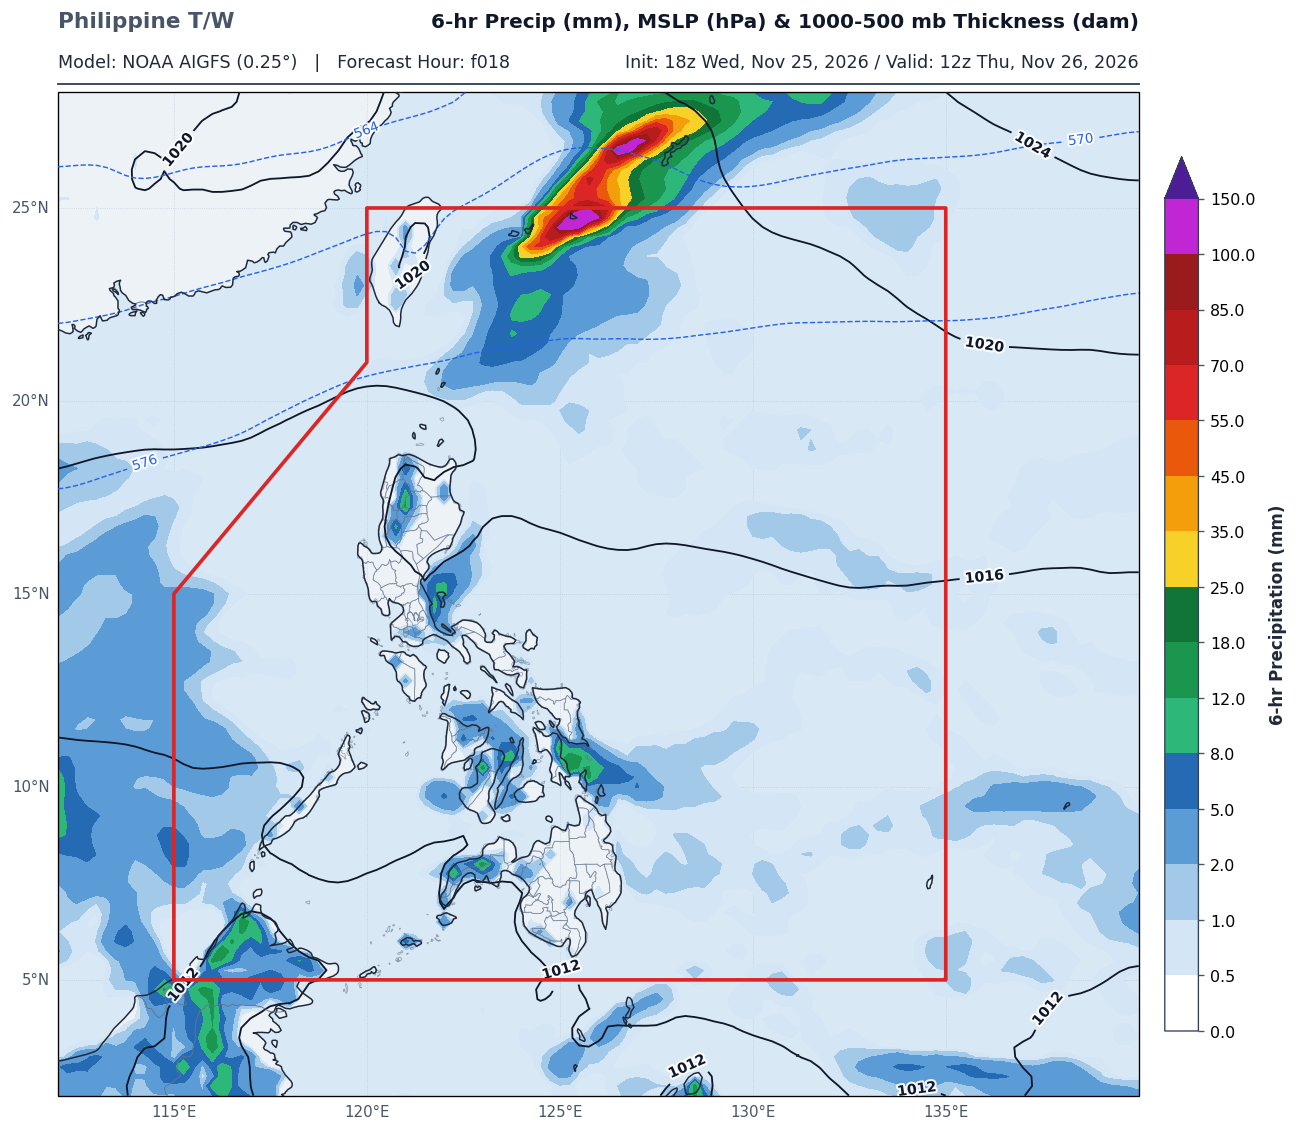 Philippine T/W
6-hr Precip (mm), MSLP (hPa) & 1000-500 mb Thickness (dam)
Model: NOAA AIGFS (0.25°) | Forecast Hour: f018
Init: 18z Wed, Nov 25, 2026 / Valid: 12z Thu, Nov 26, 2026
1020
564
1024
570
25°N
1020
1020
20°N
576
1016
15°N
10°N
1012
1012
5°N
1012
1012
1012
115°E
120°E
125°E
130°E
135°E
150.0
100.0
85.0
70.0
55.0
45.0
35.0
25.0
18.0
12.0
8.0
5.0
2.0
1.0
0.5
0.0
6-hr Precipitation (mm)